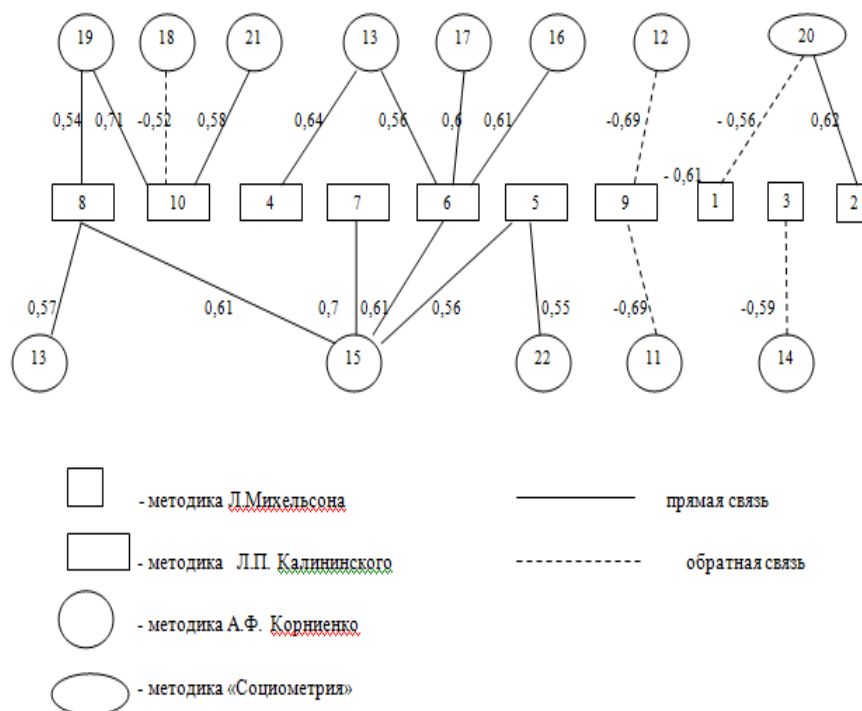 19 18 21 13 17 16 12 20
0,54 0,71 -0,52 0,58 0,64 0,56 0,6 0,61 -0,69 - 0,56 0,62
- 0,61
8 10 4 7 6 5 9 1 3 2
0,57 0,61 0,7 0,61 0,56 0,55 -0,69 -0,59
13 15 22 11 14
- методика Л.Михельсона
прямая связь
- методика Л.П. Калининского
обратная связь
- методика А.Ф. Корниенко
- методика «Социометрия»